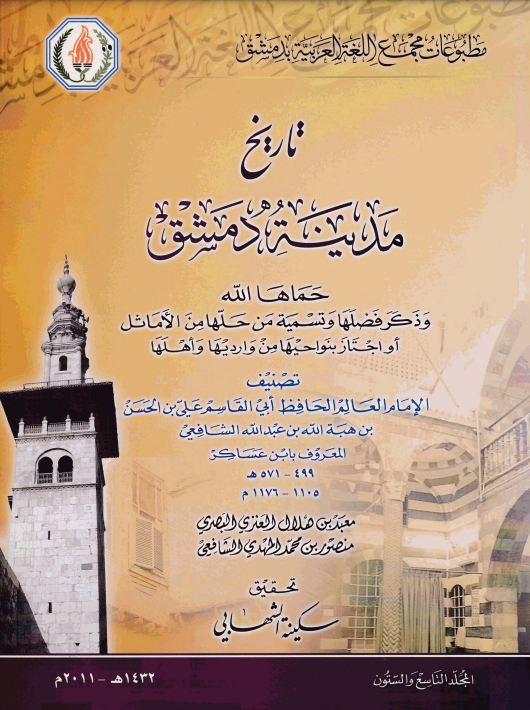 مطبوعات مجمع اللغة العربية بدمشق
تاريخ
مدينة دمشق
حماها الله
وذكر فضلها وتسمية من حلها من الأماثل
أو اجتاز بنواحيها من وارديها وأهلها
تصنيف
الإمام العالم الحافظ أبي القاسم علي بن الحسن
بن هبة الله بن عبد الله الشافعي
المعروف بابن عساكر
٤٩٩ - ٥٧١ هـ
١١٠٥ - ١١٧٦ م
معبد بن هلال العنزي البصري
منصور بن محمد المهدي الشافعي
تحقيق
سكينة الشهابي
المجلد التاسع والستون
١٤٣٢هـ - ٢٠١١م